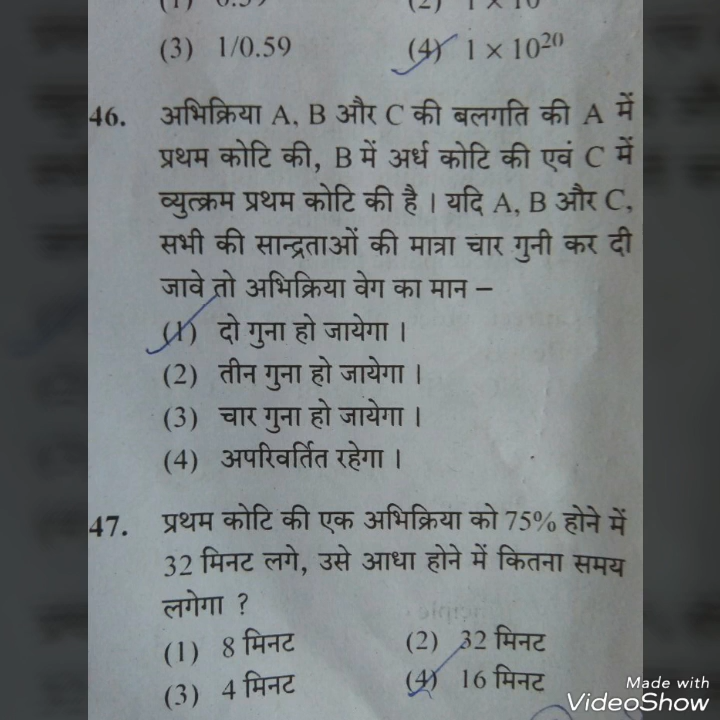 (3) 1/0.59 (4) 1 × 10²⁰
46. अभिक्रिया A, B और C की बलगति की A में
प्रथम कोटि की, B में अर्ध कोटि की एवं C में
व्युत्क्रम प्रथम कोटि की है । यदि A, B और C,
सभी की सान्द्रताओं की मात्रा चार गुनी कर दी
जावे तो अभिक्रिया वेग का मान –
(1) दो गुना हो जायेगा ।
(2) तीन गुना हो जायेगा ।
(3) चार गुना हो जायेगा ।
(4) अपरिवर्तित रहेगा ।
47. प्रथम कोटि की एक अभिक्रिया को 75% होने में
32 मिनट लगे, उसे आधा होने में कितना समय
लगेगा ?
(1) 8 मिनट (2) 32 मिनट
(3) 4 मिनट (4) 16 मिनट
Made with
VideoShow